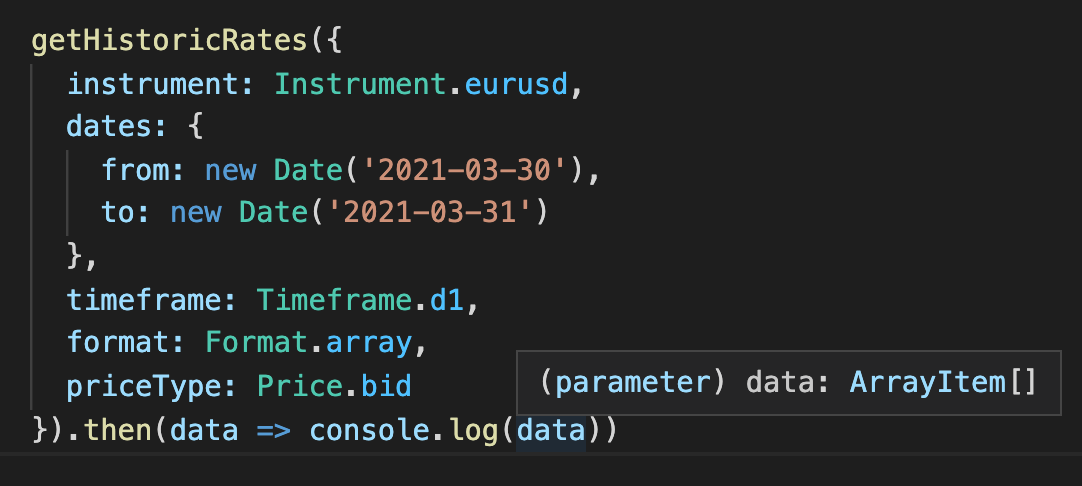 getHistoricRates({
instrument: Instrument.eurusd,
dates: {
from: new Date('2021-03-30'),
to: new Date('2021-03-31')
},
timeframe: Timeframe.d1,
format: Format.array,
priceType: Price.bid
(parameter) data: ArrayItem[]
}).then(data => console.log(data))